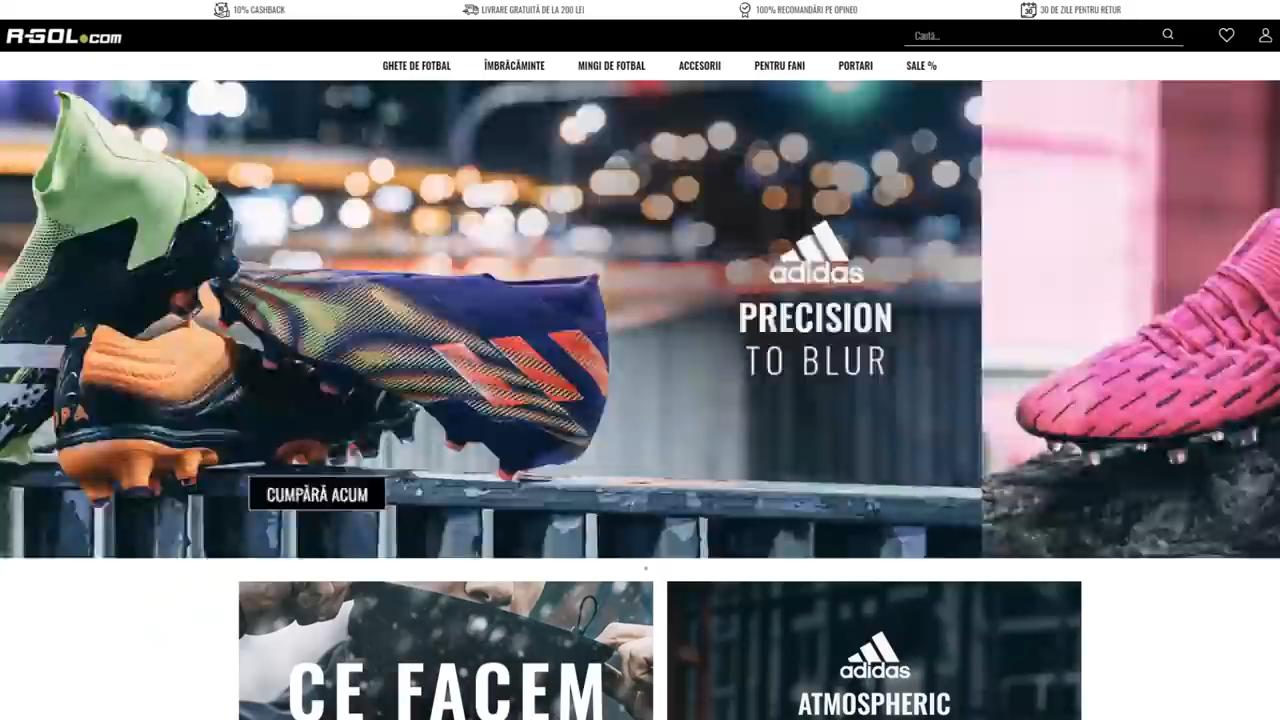 10% CASHBACK
LIVRARE GRATUITĂ DE LA 200 LEI
100% RECOMANDĂRI PE OPINEO
30
30 DE ZILE PENTRU RETUR
R-GOL.COM
Caută...
GHETE DE FOTBAL
ÎMBRĂCĂMINTE
MINGI DE FOTBAL
ACCESORII
PENTRU FANI
PORTARI
SALE %
adidas
PRECISION
TO BLUR
CUMPĂRĂ ACUM
CE FACEM
adidas
ATMOSPHERIC